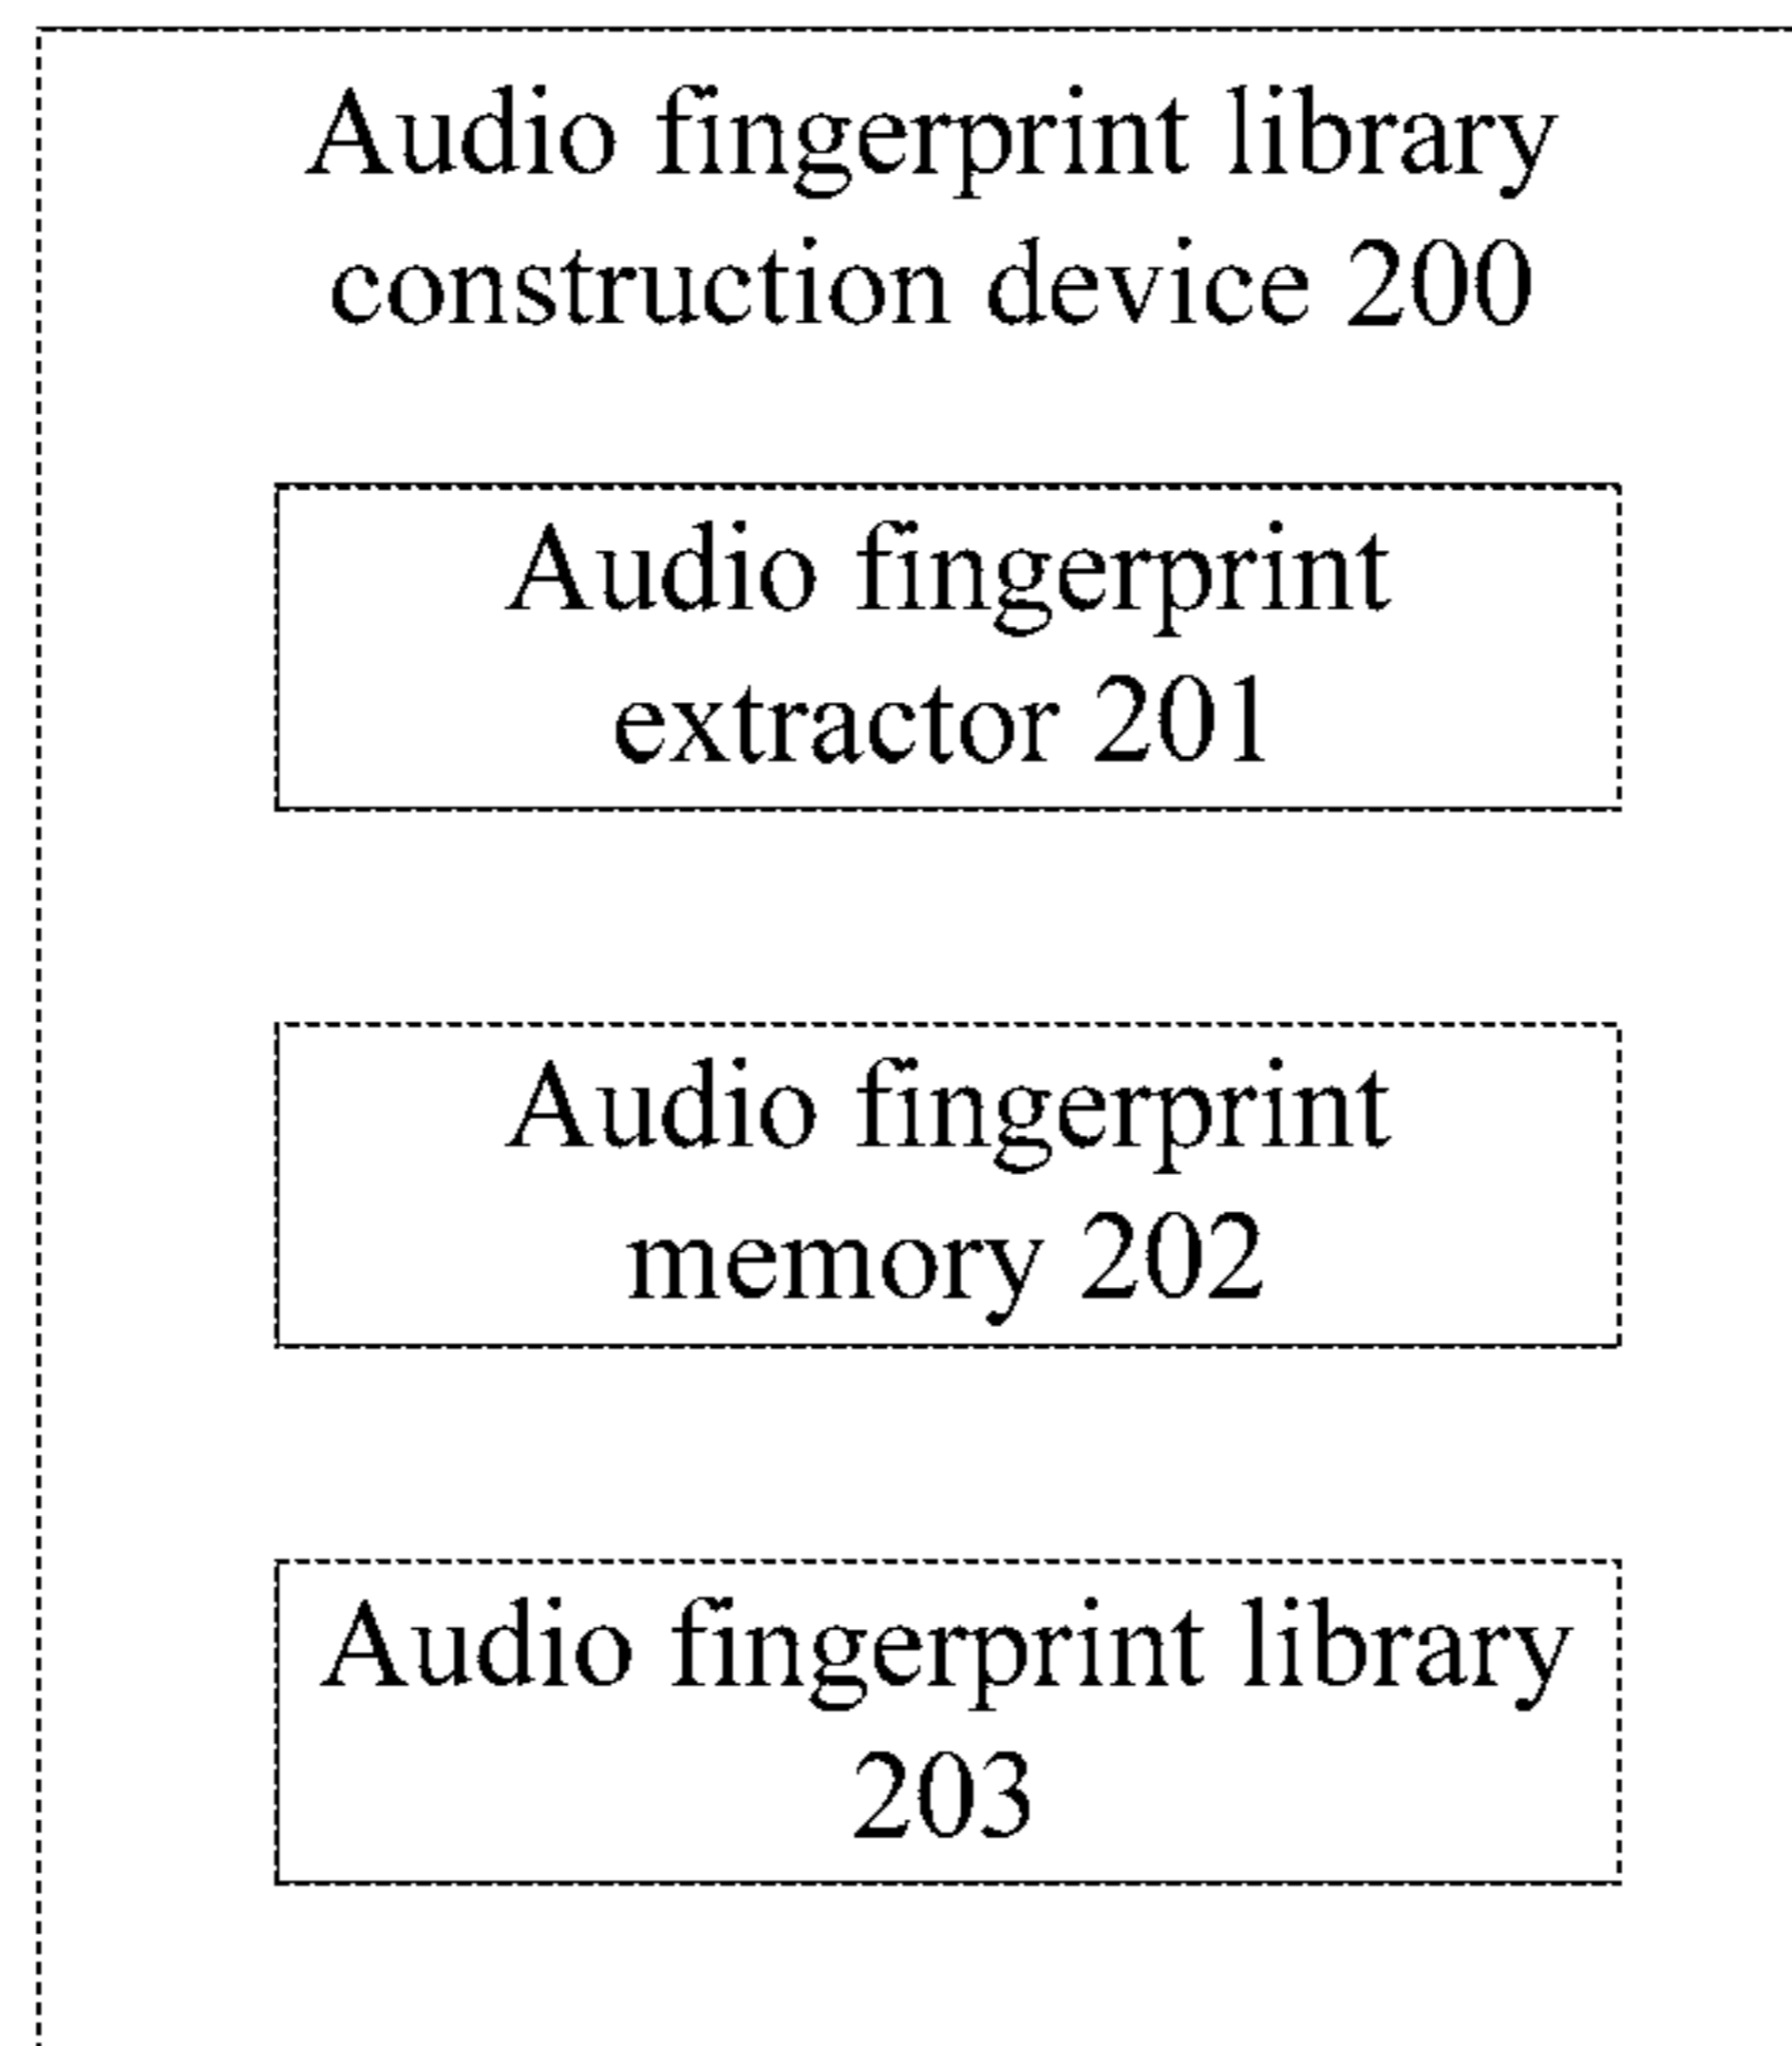 Audio fingerprint library
construction device 200
Audio fingerprint
extractor 201
Audio fingerprint
memory 202
Audio fingerprint library
203